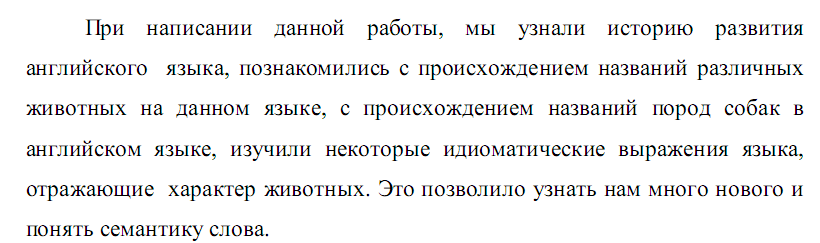 При написании данной работы, мы узнали историю развития
английского языка, познакомились с происхождением названий различных
животных на данном языке, с происхождением названий пород собак в
английском языке, изучили некоторые идиоматические выражения языка,
отражающие характер животных. Это позволило узнать нам много нового и
понять семантику слова.